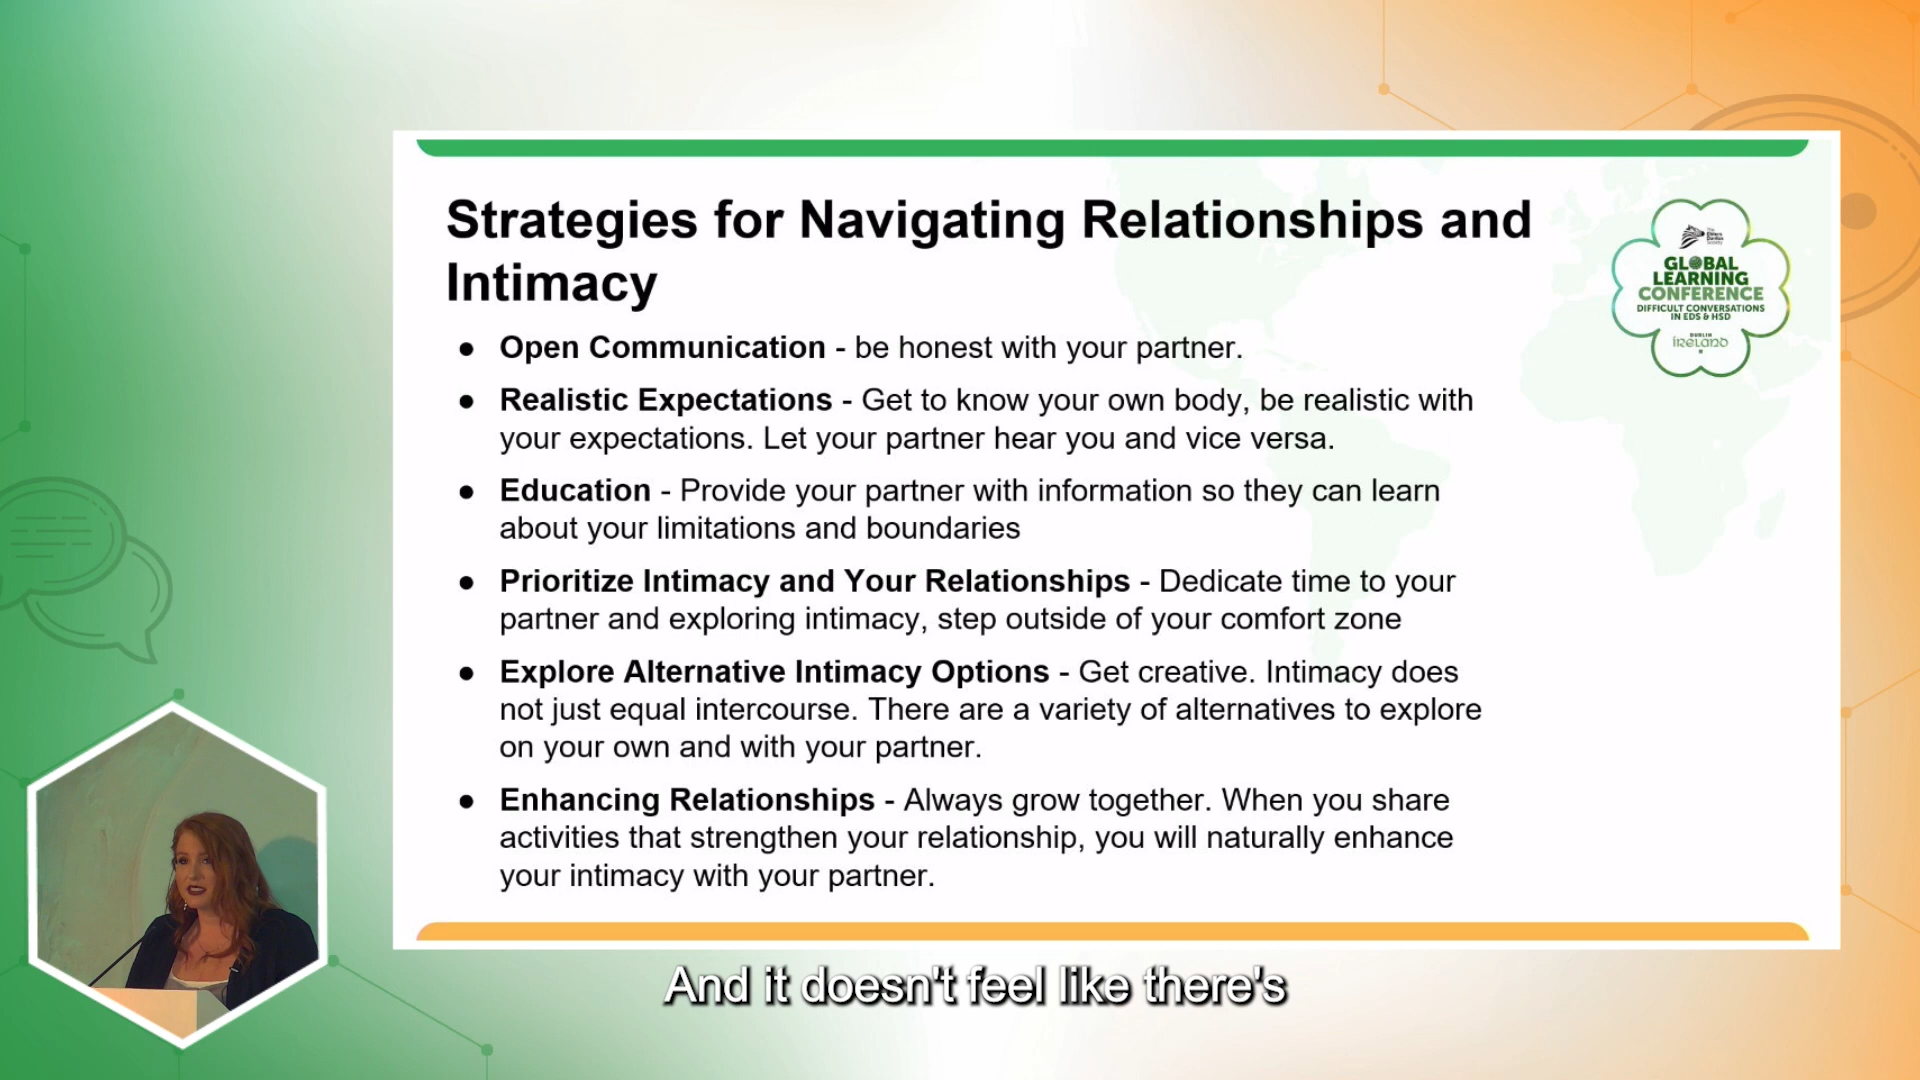 Strategies for Navigating Relationships and
Intimacy
● Open Communication - be honest with your partner.
● Realistic Expectations - Get to know your own body, be realistic with
your expectations. Let your partner hear you and vice versa.
● Education - Provide your partner with information so they can learn
about your limitations and boundaries
● Prioritize Intimacy and Your Relationships - Dedicate time to your
partner and exploring intimacy, step outside of your comfort zone
● Explore Alternative Intimacy Options - Get creative. Intimacy does
not just equal intercourse. There are a variety of alternatives to explore
on your own and with your partner.
● Enhancing Relationships - Always grow together. When you share
activities that strengthen your relationship, you will naturally enhance
your intimacy with your partner.
The
Ehlers
Danlos
Society
GLOBAL
LEARNING
CONFERENCE
DIFFICULT CONVERSATIONS
IN EDS & HSD
DUBLIN
IRELAND
And it doesn't feel like there's